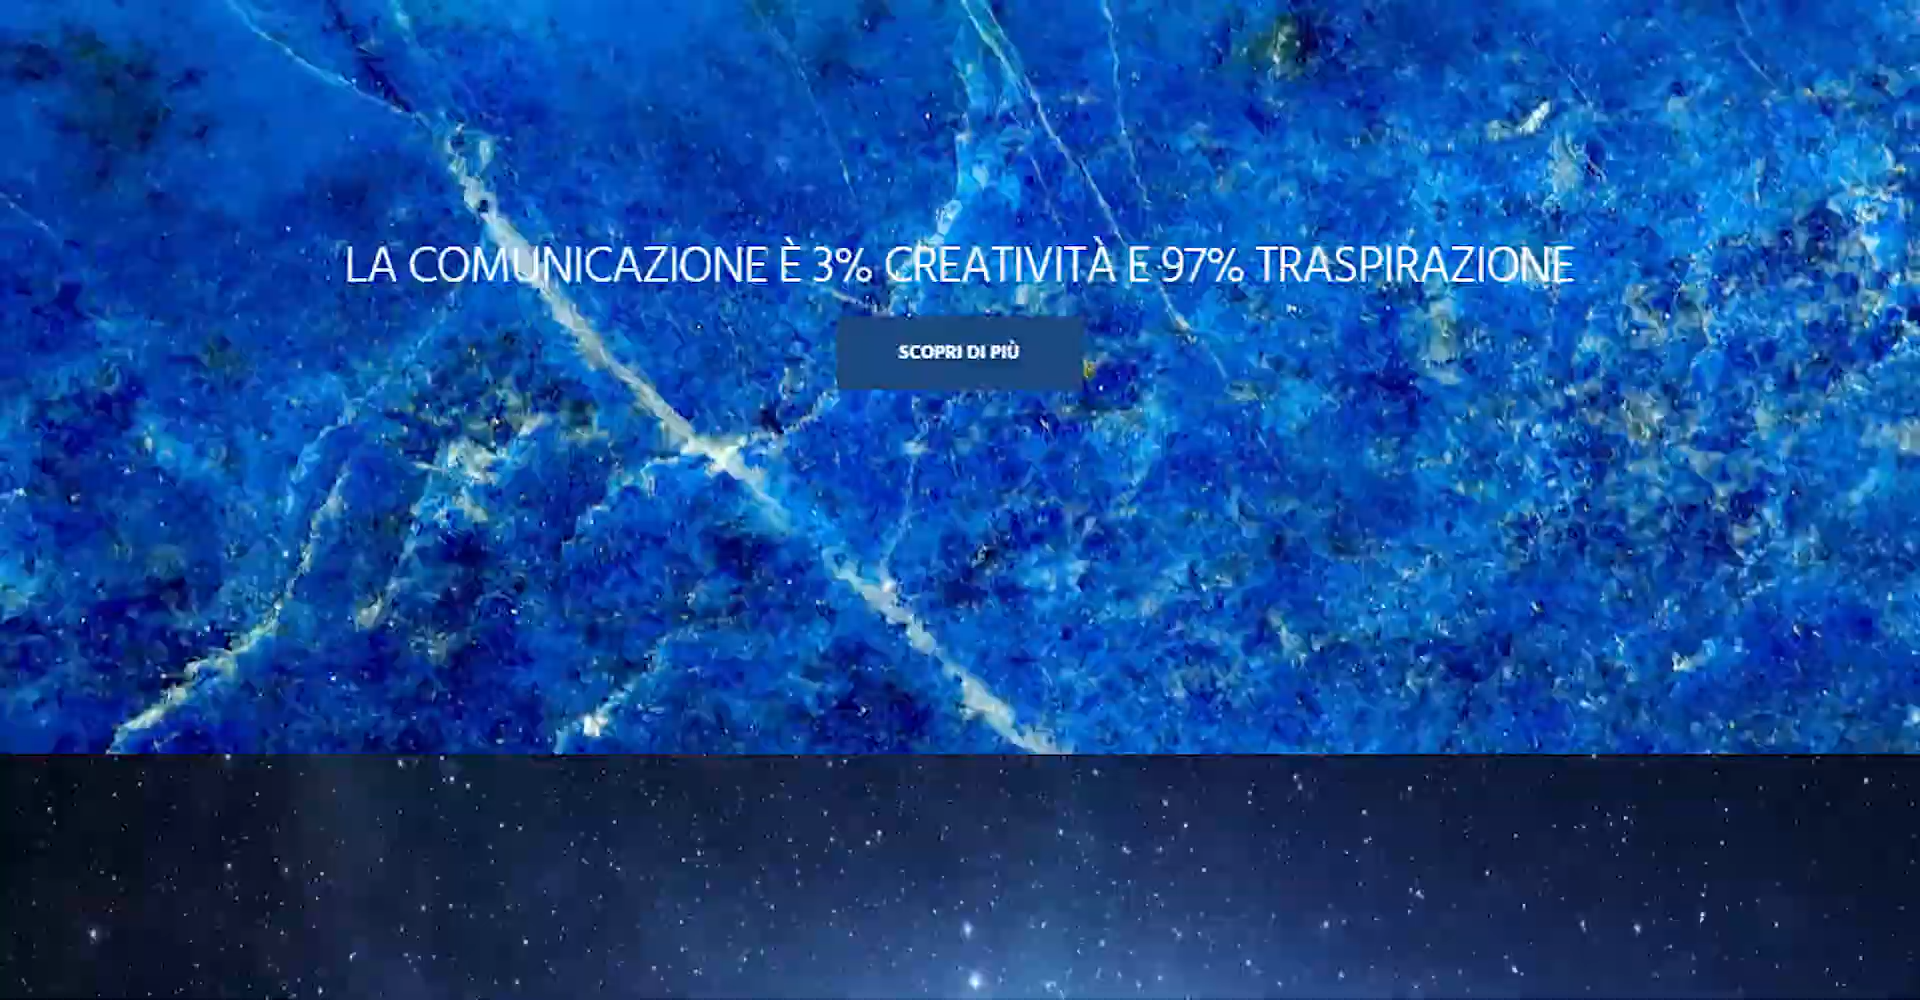 LA COMUNICAZIONE È 3% CREATIVITÀ E 97% TRASPIRAZIONE
SCOPRI DI PIÙ